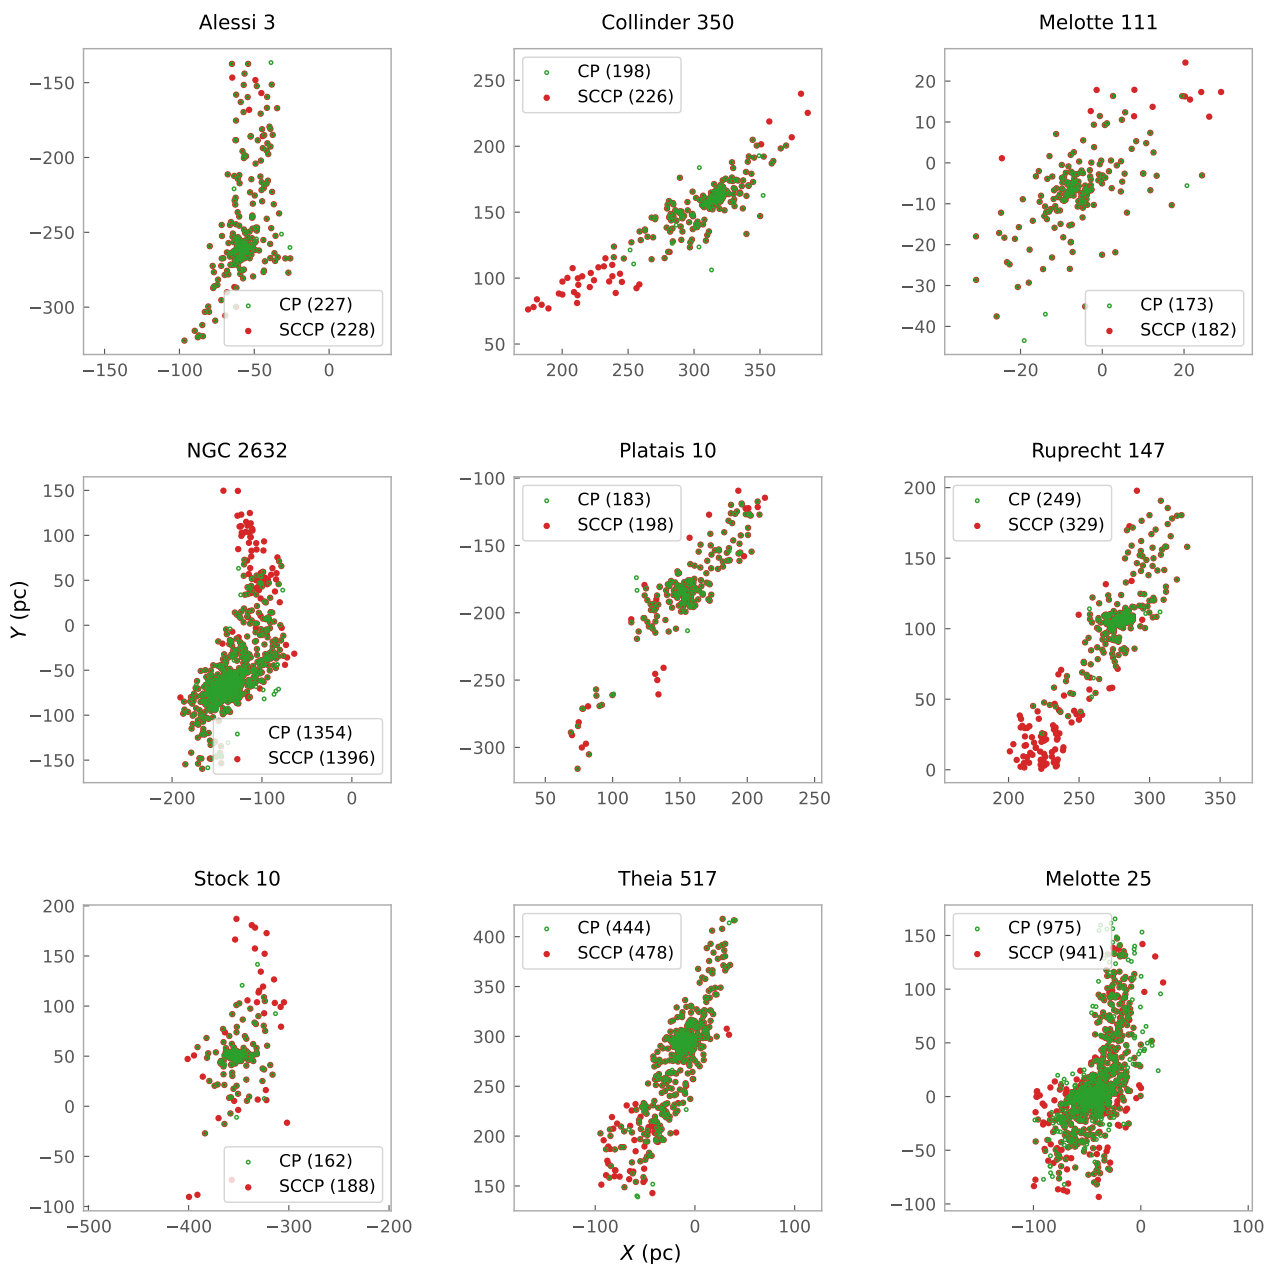 Alessi 3
−150
−200
−250
−300
−150 −100 −50 0
CP (227)
SCCP (228)
Collinder 350
250
200
150
100
50
200 250 300 350
CP (198)
SCCP (226)
Melotte 111
20
10
0
−10
−20
−30
−40
−20 0 20
CP (173)
SCCP (182)
NGC 2632
150
100
50
0
−50
−100
−150
−200 −100 0
CP (1354)
SCCP (1396)
Platais 10
−100
−150
−200
−250
−300
50 100 150 200 250
CP (183)
SCCP (198)
Ruprecht 147
200
150
100
50
0
200 250 300 350
CP (249)
SCCP (329)
Y (pc)
Stock 10
200
150
100
50
0
−50
−100
−500 −400 −300 −200
CP (162)
SCCP (188)
Theia 517
400
350
300
250
200
150
−100 0 100
CP (444)
SCCP (478)
Melotte 25
150
100
50
0
−50
−100
−100 0 100
CP (975)
SCCP (941)
X (pc)